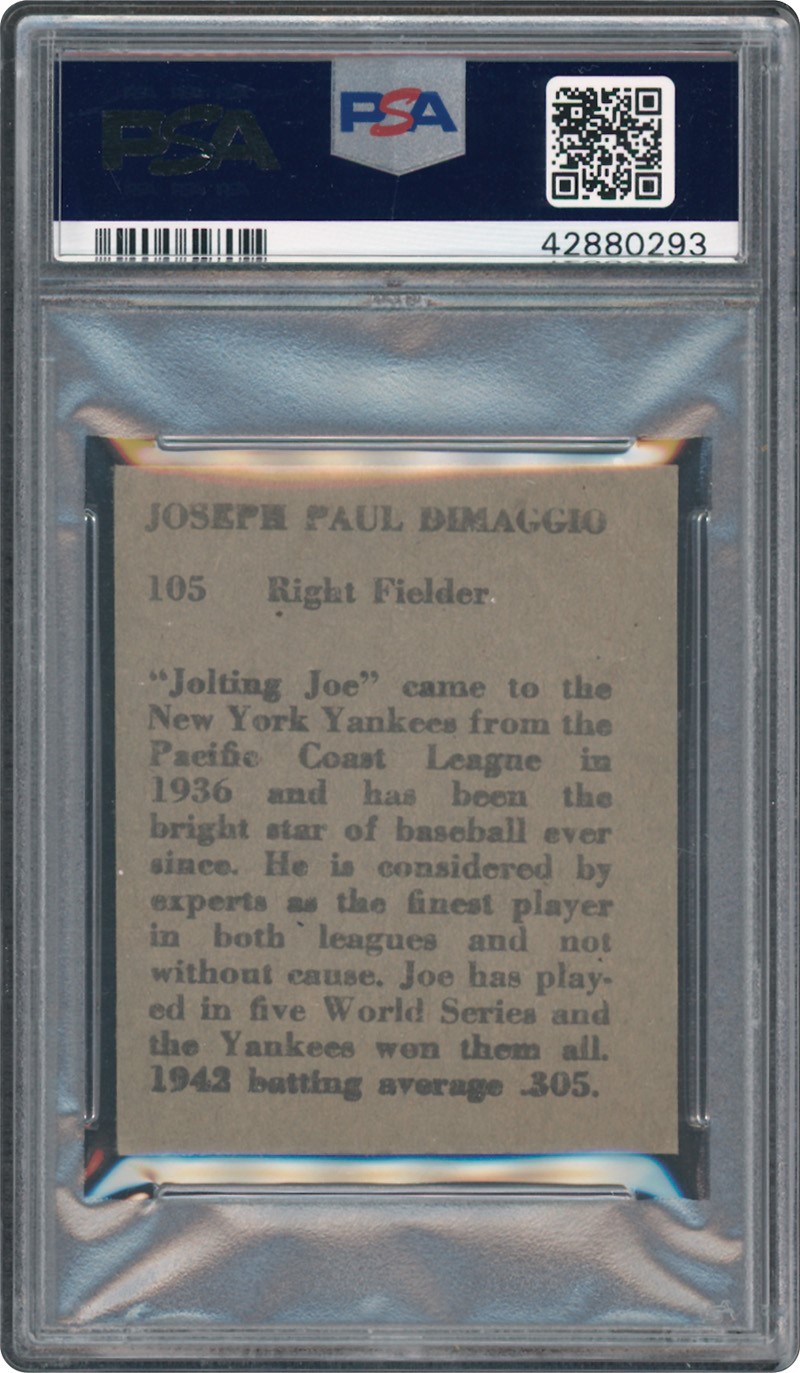 PSA
PSA
42880293
JOSEPH PAUL DIMAGGIO
105 Right Fielder.
"Jolting Joe" came to the
New York Yankees from the
Pacific Coast League in
1936 and has been the
bright star of baseball ever
since. He is considered by
experts as the finest player
in both leagues and not
without cause. Joe has play-
ed in five World Series and
the Yankees won them all.
1942 batting average .305.